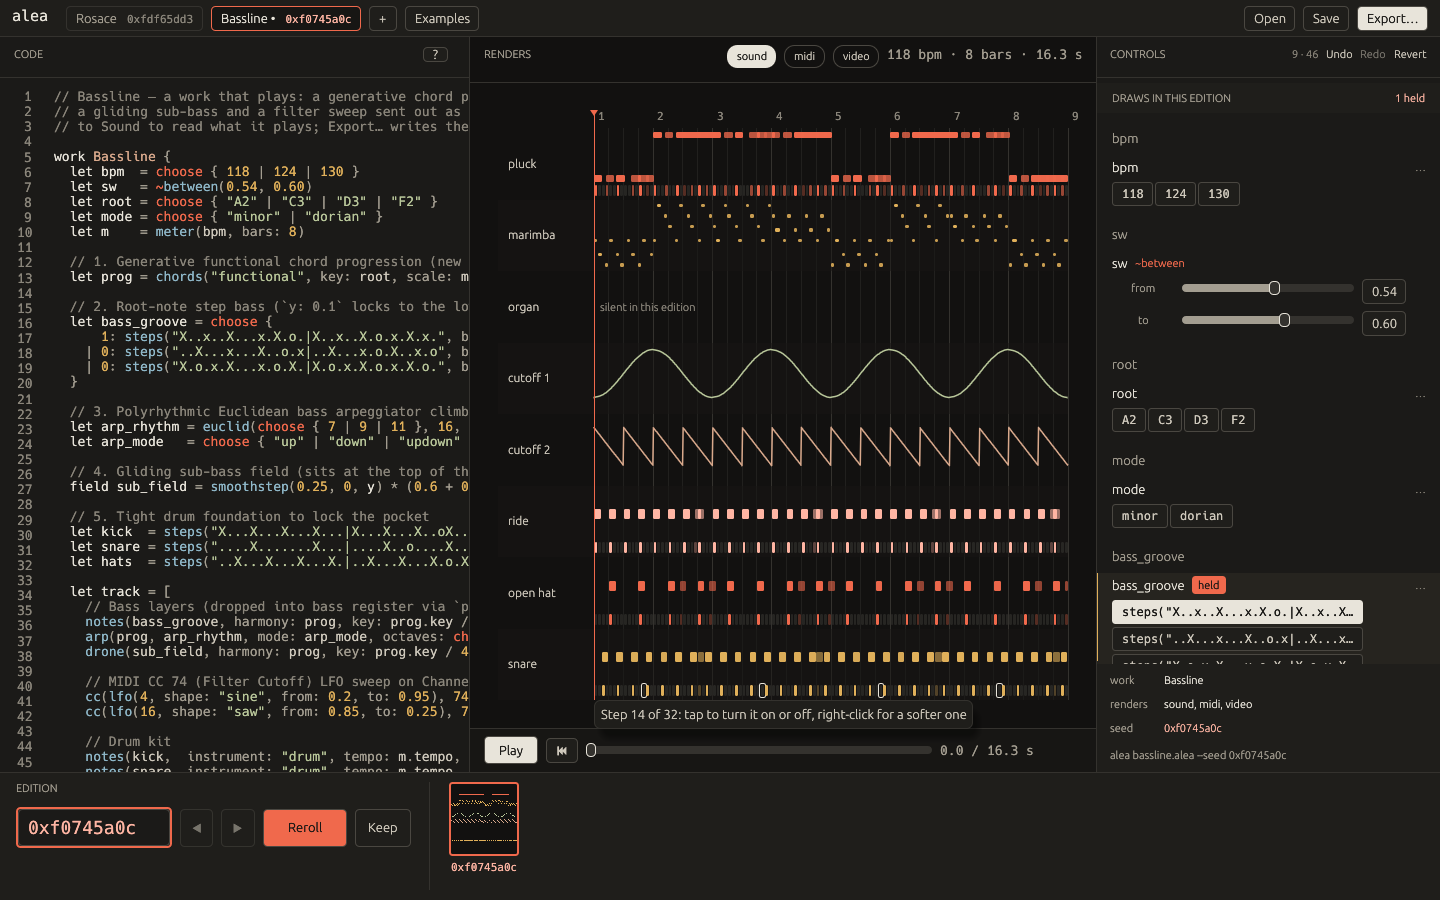 alea
Rosace 0xfdf65dd3
Bassline • 0xf0745a0c
+
Examples
Open
Save
Export…
CODE
?
1 // Bassline — a work that plays: a generative chord p
2 // a gliding sub-bass and a filter sweep sent out as
3 // to Sound to read what it plays; Export… writes the
4
5 work Bassline {
6 let bpm = choose { 118 | 124 | 130 }
7 let sw = ~between(0.54, 0.60)
8 let root = choose { "A2" | "C3" | "D3" | "F2" }
9 let mode = choose { "minor" | "dorian" }
10 let m = meter(bpm, bars: 8)
11
12 // 1. Generative functional chord progression (new
13 let prog = chords("functional", key: root, scale: m
14
15 // 2. Root-note step bass (`y: 0.1` locks to the lo
16 let bass_groove = choose {
17 1: steps("X..x..X...x.X.o.|X..x..X.o.x.X.x.", b
18 | 0: steps("..X...x...X..o.x|..X...x.o.X..x.o", b
19 | 0: steps("X.o.x.X...x.o.X.|X.o.x.X.o.x.X.o.", b
20 }
21
22 // 3. Polyrhythmic Euclidean bass arpeggiator climb
23 let arp_rhythm = euclid(choose { 7 | 9 | 11 }, 16,
24 let arp_mode = choose { "up" | "down" | "updown"
25
26 // 4. Gliding sub-bass field (sits at the top of th
27 field sub_field = smoothstep(0.25, 0, y) * (0.6 + 0
28
29 // 5. Tight drum foundation to lock the pocket
30 let kick = steps("X...X...X...X...|X....X...X..oX..
31 let snare = steps("....X.......X...|....X..o....X..
32 let hats = steps("..X...X...X...X.|..X...X...X.o.X
33
34 let track = [
35 // Bass layers (dropped into bass register via `p
36 notes(bass_groove, harmony: prog, key: prog.key /
37 arp(prog, arp_rhythm, mode: arp_mode, octaves: ch
38 drone(sub_field, harmony: prog, key: prog.key / 4
39
40 // MIDI CC 74 (Filter Cutoff) LFO sweep on Channe
41 cc(lfo(4, shape: "sine", from: 0.2, to: 0.95), 74
42 cc(lfo(16, shape: "saw", from: 0.85, to: 0.25), 7
43
44 // Drum kit
45 notes(kick, instrument: "drum", tempo: m.tempo,
notes(snare, instrument: "drum", tempo: m.tempo
RENDERS
sound
midi
video
118 bpm · 8 bars · 16.3 s
1 2 3 4 5 6 7 8 9
pluck
marimba
organ
silent in this edition
cutoff 1
cutoff 2
ride
open hat
snare
Step 14 of 32: tap to turn it on or off, right-click for a softer one
Play
0.0 / 16.3 s
CONTROLS
9 · 46 Undo Redo Revert
DRAWS IN THIS EDITION
1 held
bpm
bpm
…
118 124 130
sw
sw ~between
from 0.54
to 0.60
root
root
…
A2 C3 D3 F2
mode
mode
…
minor dorian
bass_groove
bass_groove held
…
steps("X..x..X...x.X.o.|X..x..X…
steps("..X...x...X..o.x|..X...x…
work Bassline
renders sound, midi, video
seed 0xf0745a0c
alea bassline.alea --seed 0xf0745a0c
EDITION
0xf0745a0c
Reroll
Keep
0xf0745a0c